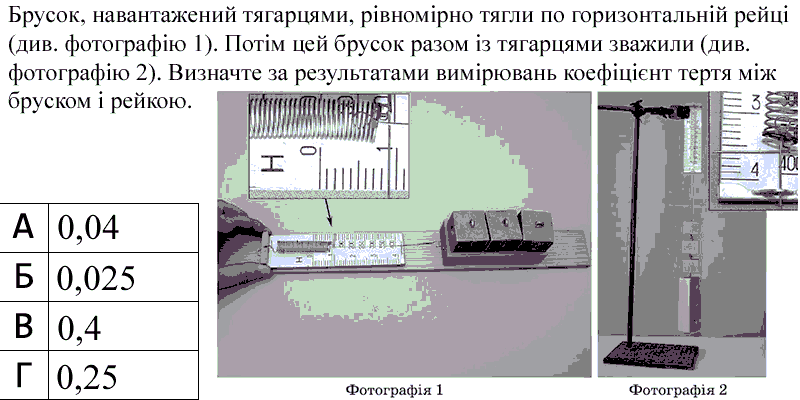 Брусок, навантажений тягарцями, рівномірно тягли по горизонтальній рейці
(див. фотографію 1). Потім цей брусок разом із тягарцями зважили (див.
фотографію 2). Визначте за результатами вимірювань коефіцієнт тертя між
бруском і рейкою.
Н 0 1
3
4 400
А 0,04
Б 0,025
В 0,4
Г 0,25
Фотографія 1 Фотографія 2